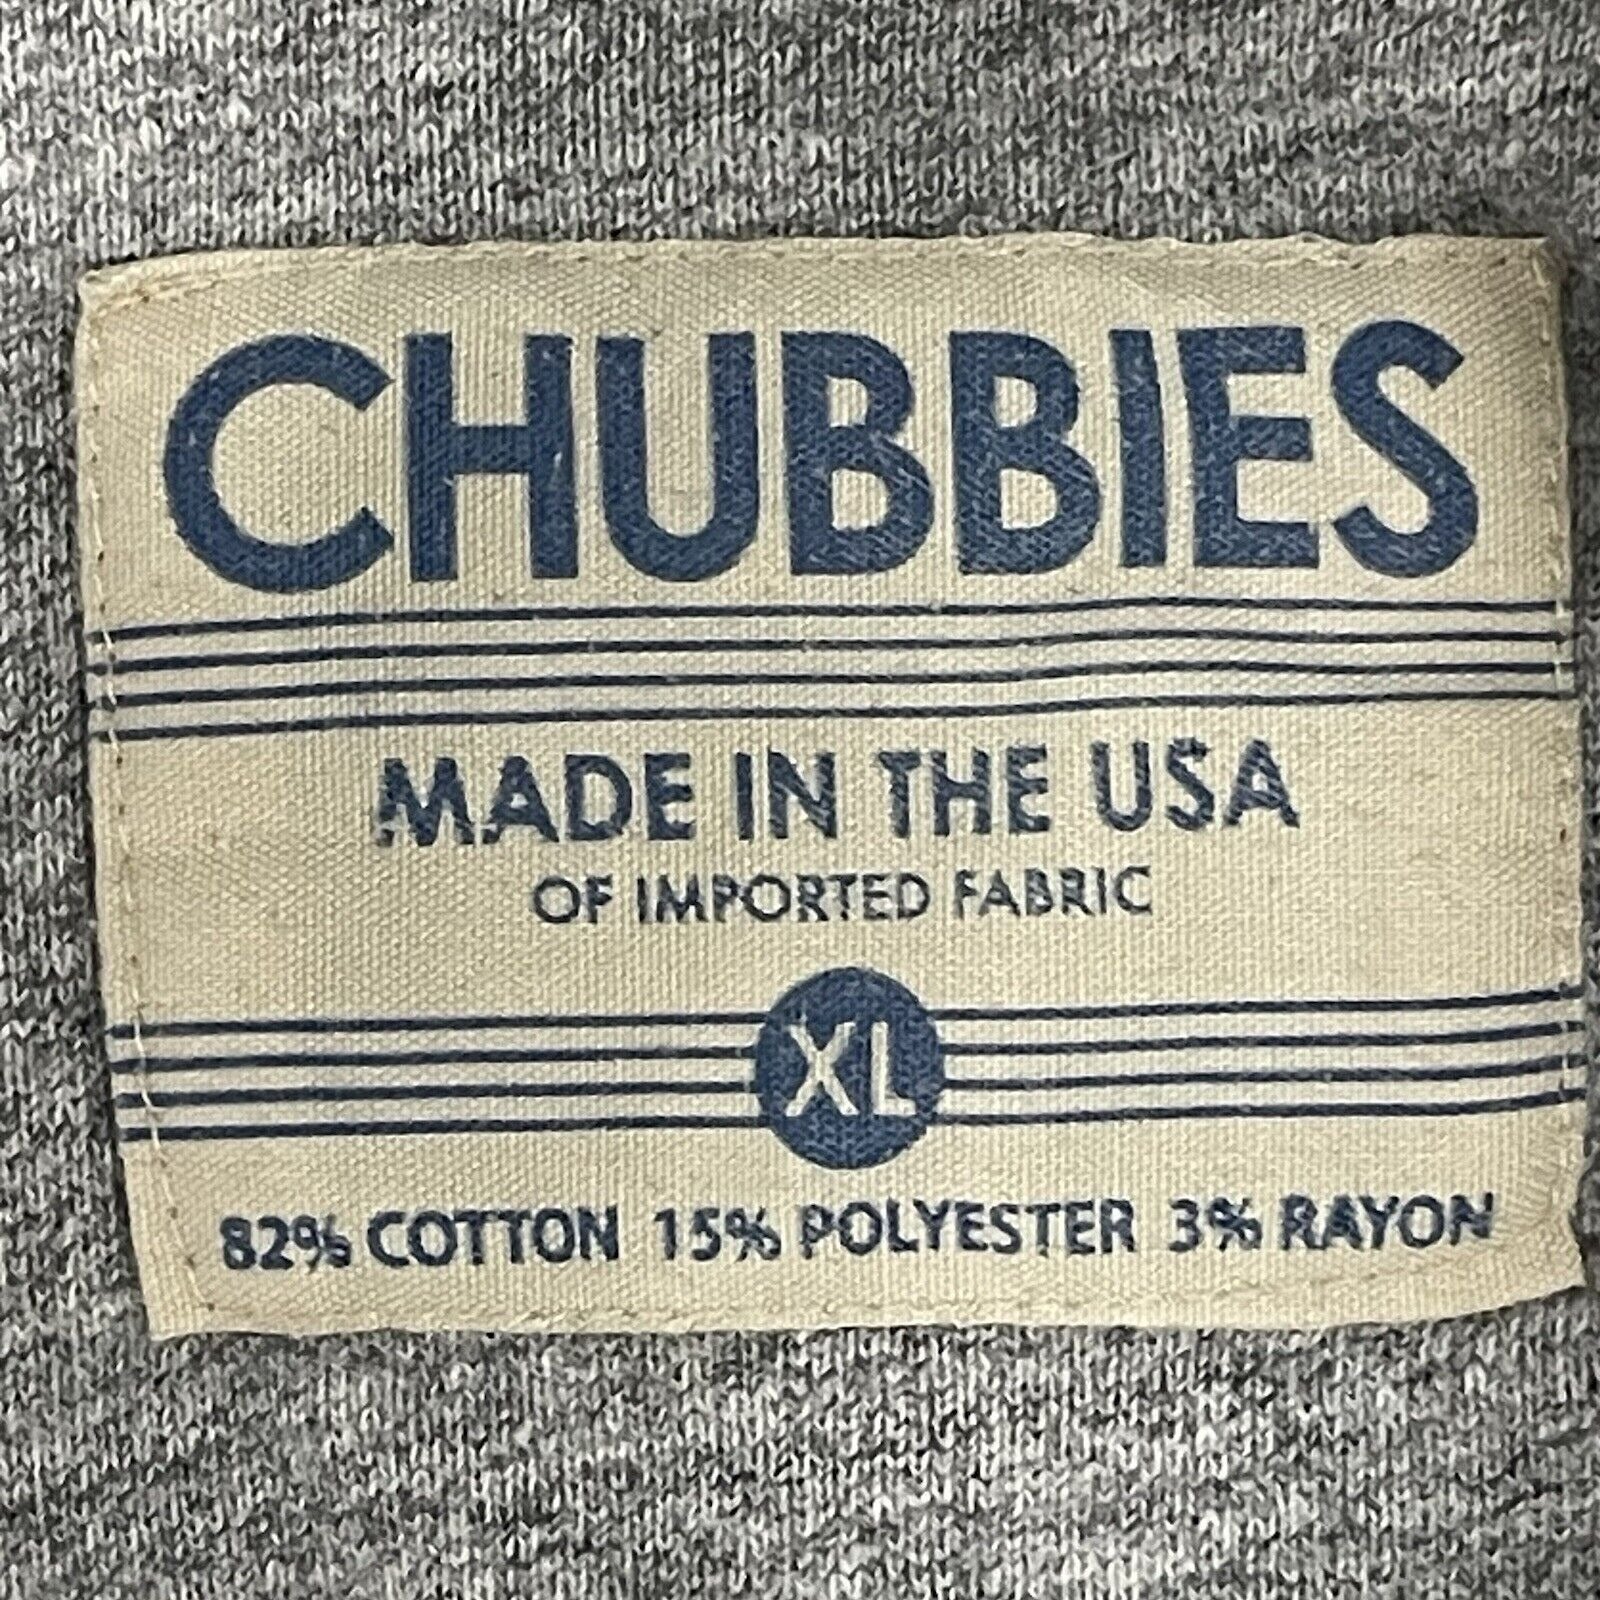 CHUBBIES
MADE IN THE USA
OF IMPORTED FABRIC
XL
82% COTTON 15% POLYESTER 3% RAYON